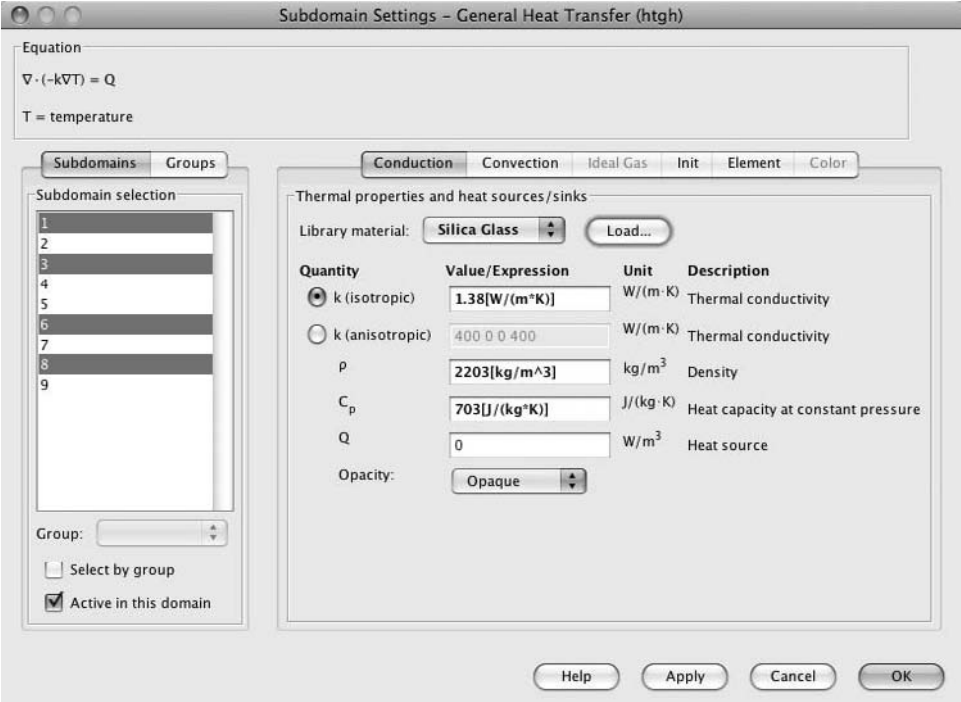 Subdomain Settings – General Heat Transfer (htgh)
Equation
∇·(-k∇T) = Q
T = temperature
Subdomains Groups
Subdomain selection
1
2
3
4
5
6
7
8
9
Group:
Select by group
Active in this domain
Conduction Convection Ideal Gas Init Element Color
Thermal properties and heat sources/sinks
Library material: Silica Glass Load...
Quantity Value/Expression Unit Description
k (isotropic) 1.38[W/(m*K)] W/(m·K) Thermal conductivity
k (anisotropic) 400 0 0 400 W/(m·K) Thermal conductivity
ρ 2203[kg/m^3] kg/m³ Density
Cₚ 703[J/(kg*K)] J/(kg·K) Heat capacity at constant pressure
Q 0 W/m³ Heat source
Opacity: Opaque
Help Apply Cancel OK